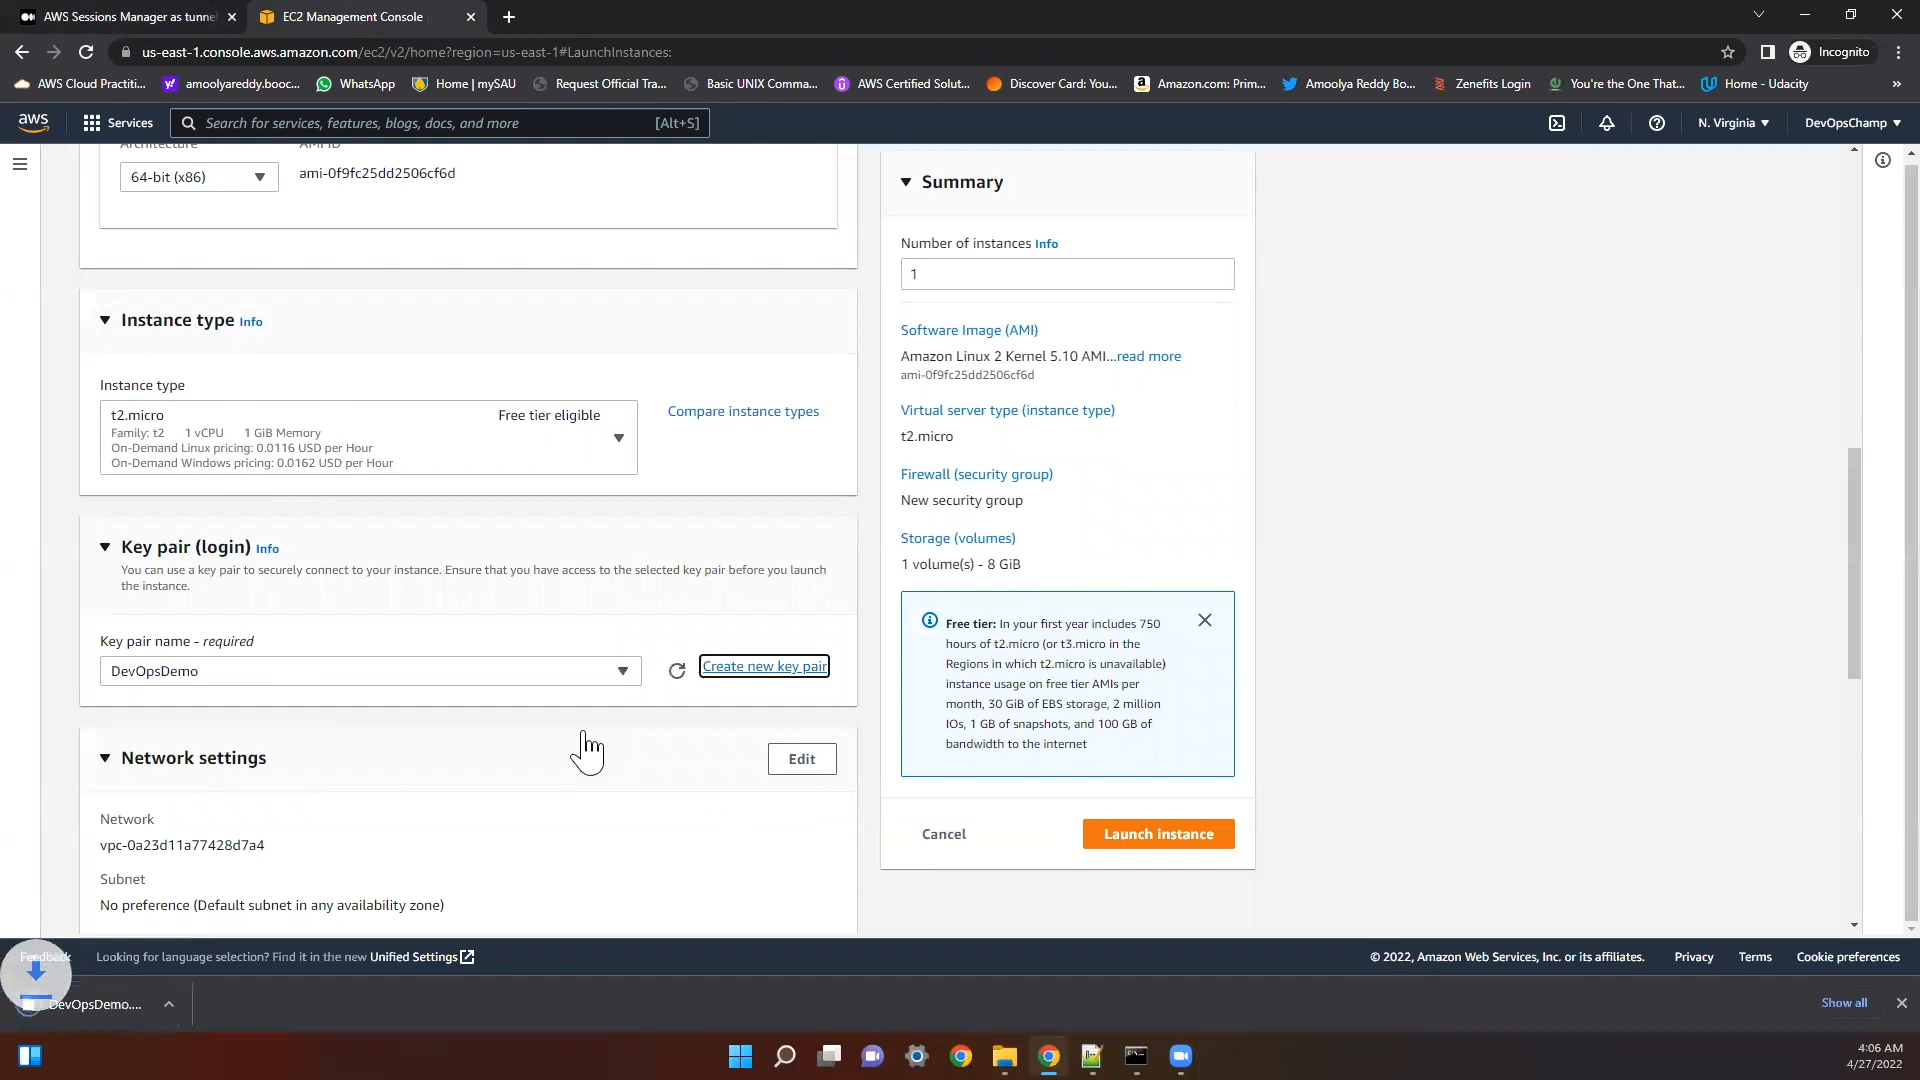 AWS Sessions Manager as tunne
EC2 Management Console
us-east-1.console.aws.amazon.com/ec2/v2/home?region=us-east-1#LaunchInstances:
Incognito
AWS Cloud Practiti...
amoolyareddy.booc...
WhatsApp
Home | mySAU
Request Official Tra...
Basic UNIX Comma...
AWS Certified Solut...
Discover Card: You...
Amazon.com: Prim...
Amoolya Reddy Bo...
Zenefits Login
You're the One That...
Home - Udacity
aws
Services
Search for services, features, blogs, docs, and more
[Alt+S]
N. Virginia
DevOpsChamp
Architecture
AMI ID
64-bit (x86)
ami-0f9fc25dd2506cf6d
Instance type Info
Instance type
t2.micro
Free tier eligible
Family: t2 1 vCPU 1 GiB Memory
On-Demand Linux pricing: 0.0116 USD per Hour
On-Demand Windows pricing: 0.0162 USD per Hour
Compare instance types
Key pair (login) Info
You can use a key pair to securely connect to your instance. Ensure that you have access to the selected key pair before you launch
the instance.
Key pair name - required
DevOpsDemo
Create new key pair
Network settings
Edit
Network
vpc-0a23d11a77428d7a4
Subnet
No preference (Default subnet in any availability zone)
Summary
Number of instances Info
1
Software Image (AMI)
Amazon Linux 2 Kernel 5.10 AMI...read more
ami-0f9fc25dd2506cf6d
Virtual server type (instance type)
t2.micro
Firewall (security group)
New security group
Storage (volumes)
1 volume(s) - 8 GiB
Free tier: In your first year includes 750
hours of t2.micro (or t3.micro in the
Regions in which t2.micro is unavailable)
instance usage on free tier AMIs per
month, 30 GiB of EBS storage, 2 million
IOs, 1 GB of snapshots, and 100 GB of
bandwidth to the internet
Cancel
Launch instance
Feedback
Looking for language selection? Find it in the new Unified Settings
© 2022, Amazon Web Services, Inc. or its affiliates.
Privacy
Terms
Cookie preferences
DevOpsDemo....
Show all
4:06 AM
4/27/2022